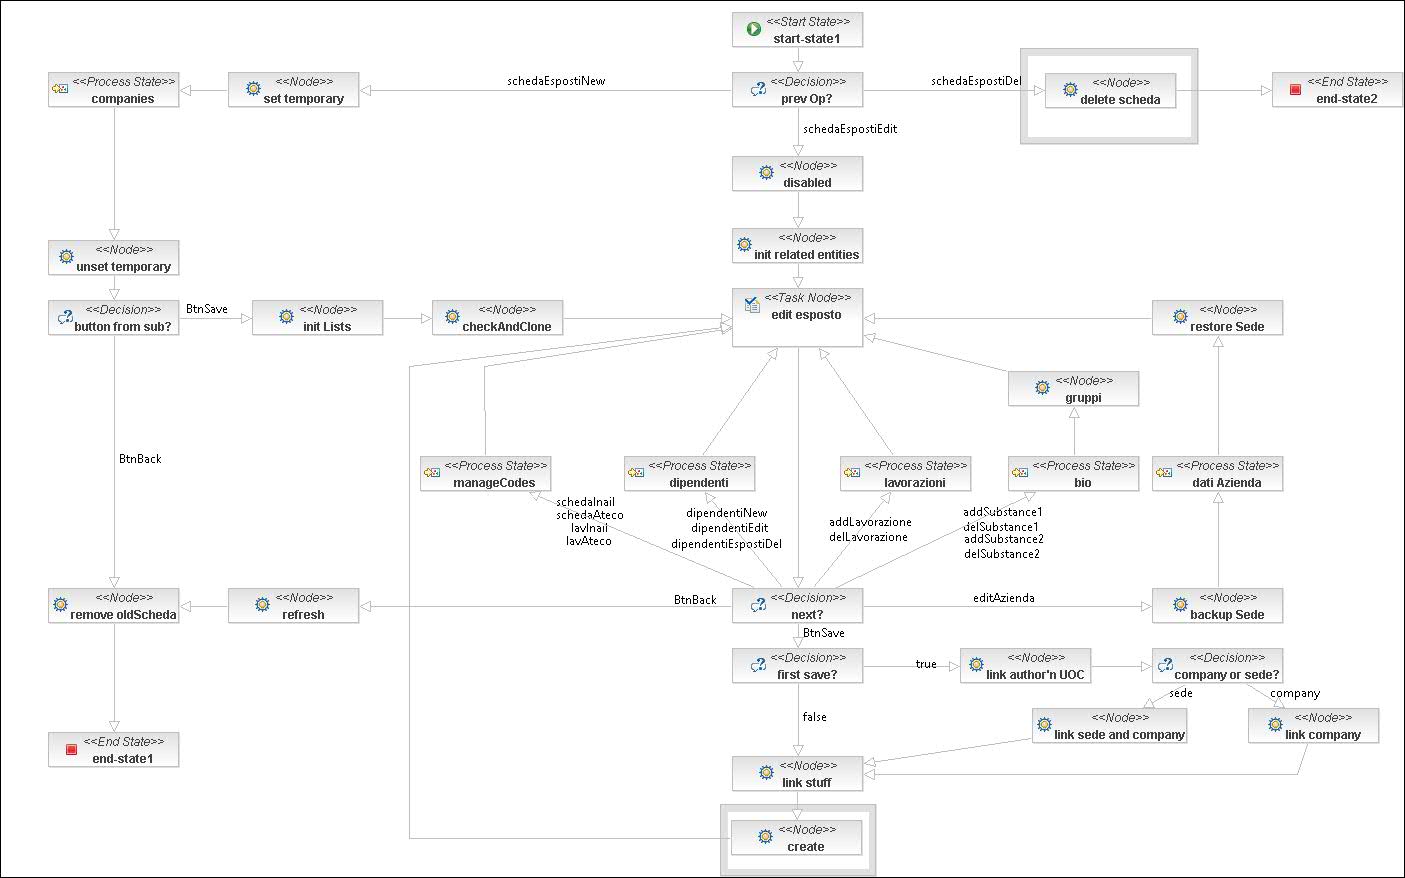 <<Start State>>
start-state1
<<Process State>>
companies
<<Node>>
set temporary
schedaEspostiNew
<<Decision>>
prev Op?
schedaEspostiDel
<<Node>>
delete scheda
<<End State>>
end-state2
schedaEspostiEdit
<<Node>>
disabled
<<Node>>
unset temporary
<<Node>>
init related entities
<<Decision>>
button from sub?
BtnSave
<<Node>>
init Lists
<<Node>>
checkAndClone
<<Task Node>>
edit esposto
<<Node>>
restore Sede
<<Node>>
gruppi
BtnBack
<<Process State>>
manageCodes
<<Process State>>
dipendenti
<<Process State>>
lavorazioni
<<Process State>>
bio
<<Process State>>
dati Azienda
schedaInail
schedaAteco
lavInail
lavAteco
dipendentiNew
dipendentiEdit
dipendentiEspostiDel
addLavorazione
delLavorazione
addSubstance1
delSubstance1
addSubstance2
delSubstance2
<<Node>>
remove oldScheda
<<Node>>
refresh
BtnBack
<<Decision>>
next?
editAzienda
<<Node>>
backup Sede
BtnSave
<<Decision>>
first save?
true
<<Node>>
link author'n UOC
<<Decision>>
company or sede?
sede
company
false
<<Node>>
link sede and company
<<Node>>
link company
<<End State>>
end-state1
<<Node>>
link stuff
<<Node>>
create